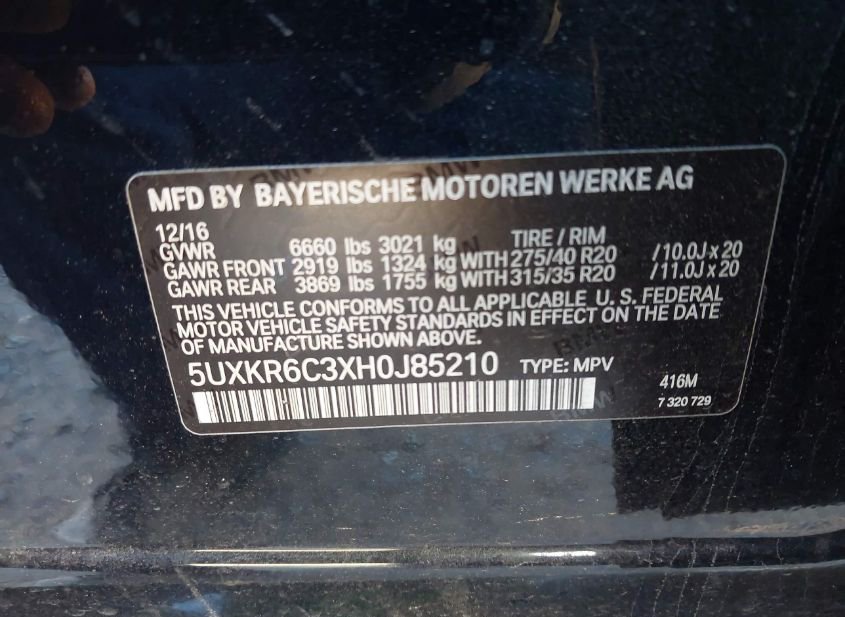 MFD BY BAYERISCHE MOTOREN WERKE AG
12/16
GVWR 6660 lbs 3021 kg TIRE / RIM
GAWR FRONT 2919 lbs 1324 kg WITH 275/40 R20 /10.0J x 20
GAWR REAR 3869 lbs 1755 kg WITH 315/35 R20 /11.0J x 20
THIS VEHICLE CONFORMS TO ALL APPLICABLE U. S. FEDERAL
MOTOR VEHICLE SAFETY STANDARDS IN EFFECT ON THE DATE
OF MANUFACTURE SHOWN ABOVE.
5UXKR6C3XH0J85210 TYPE: MPV
416M
7 320 729